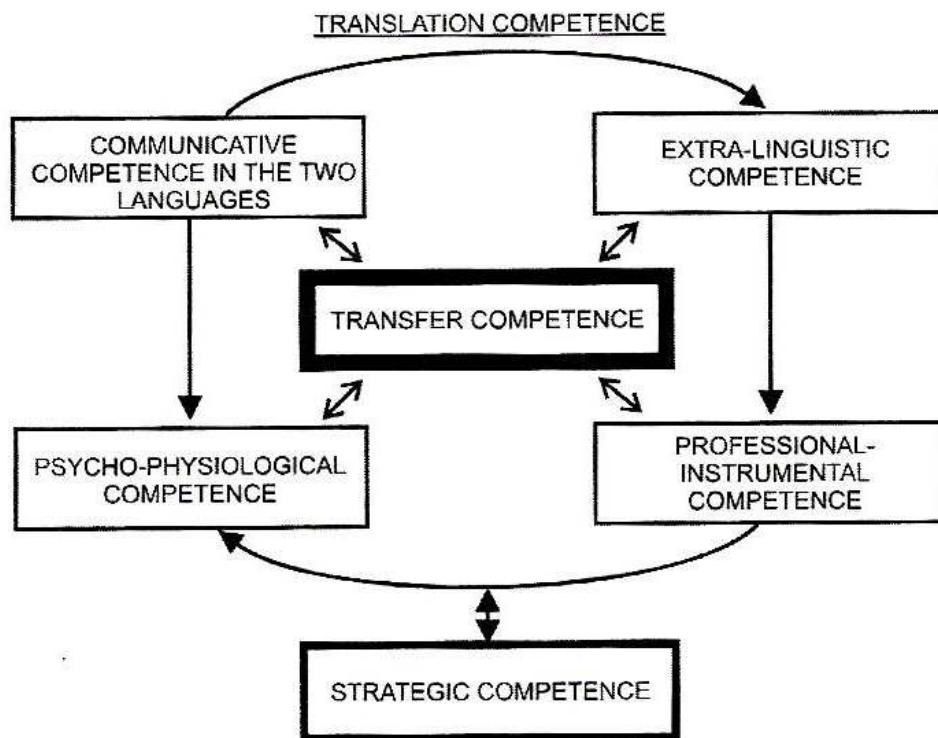 TRANSLATION COMPETENCE
COMMUNICATIVE
COMPETENCE IN THE TWO
LANGUAGES
EXTRA-LINGUISTIC
COMPETENCE
TRANSFER COMPETENCE
PSYCHO-PHYSIOLOGICAL
COMPETENCE
PROFESSIONAL-
INSTRUMENTAL
COMPETENCE
STRATEGIC COMPETENCE